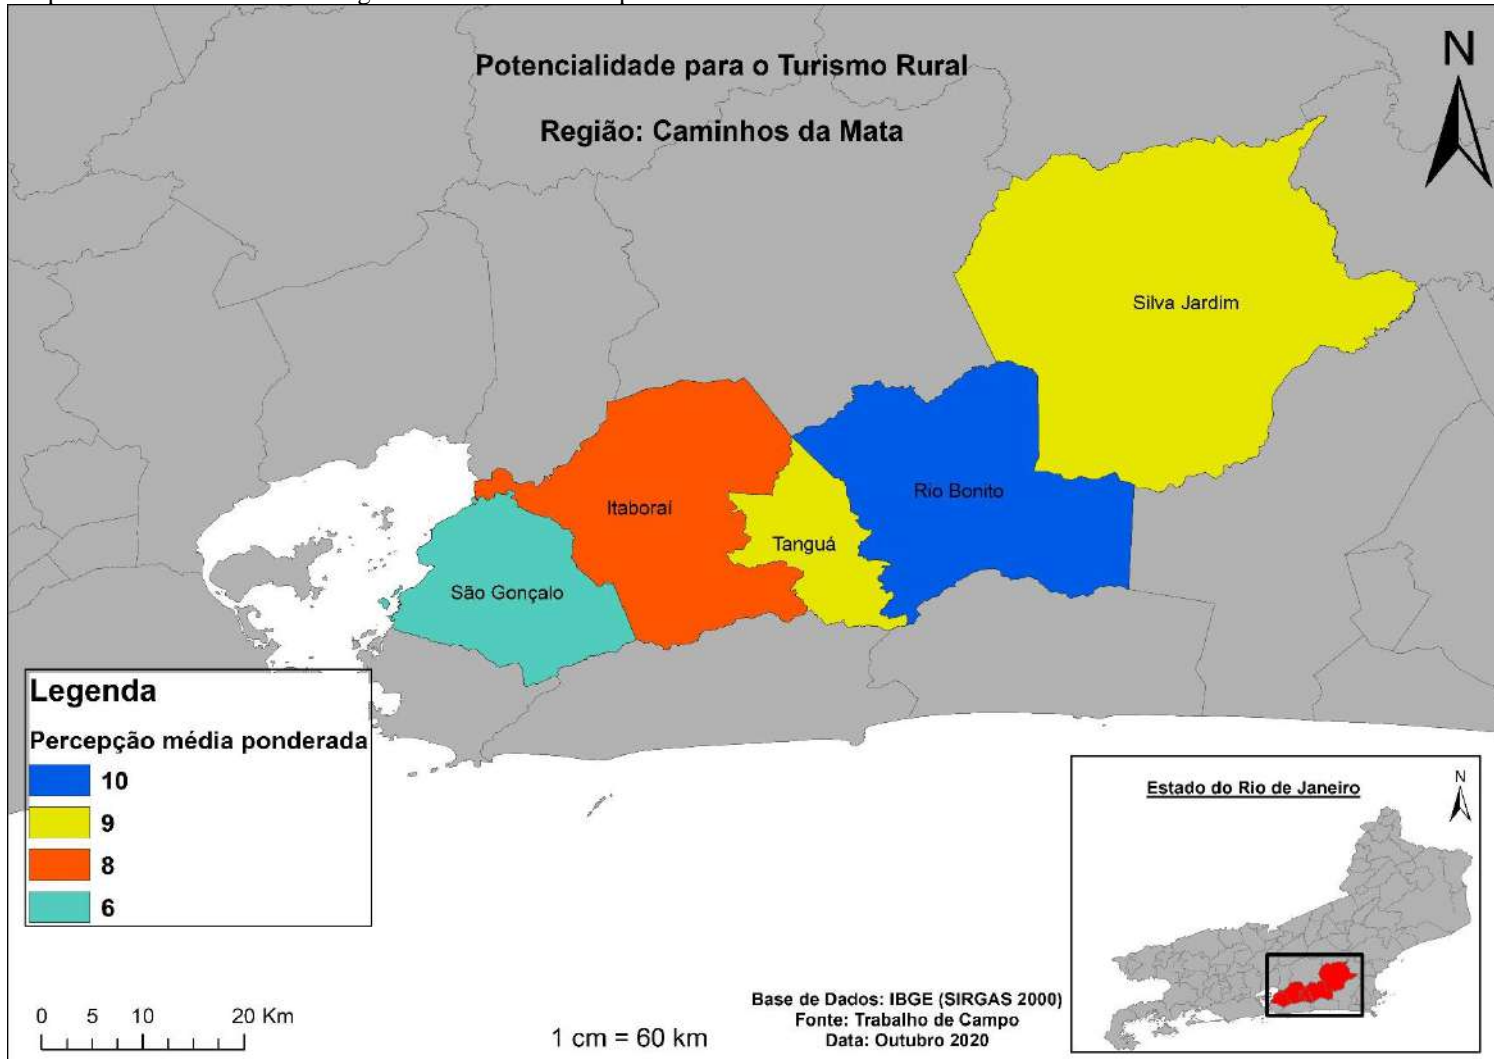 Potencialidade para o Turismo Rural
Região: Caminhos da Mata
N
Silva Jardim
Rio Bonito
Itaboraí
Tanguá
São Gonçalo
Legenda
Percepção média ponderada
10
9
8
6
Estado do Rio de Janeiro
N
0 5 10 20 Km
1 cm = 60 km
Base de Dados: IBGE (SIRGAS 2000)
Fonte: Trabalho de Campo
Data: Outubro 2020